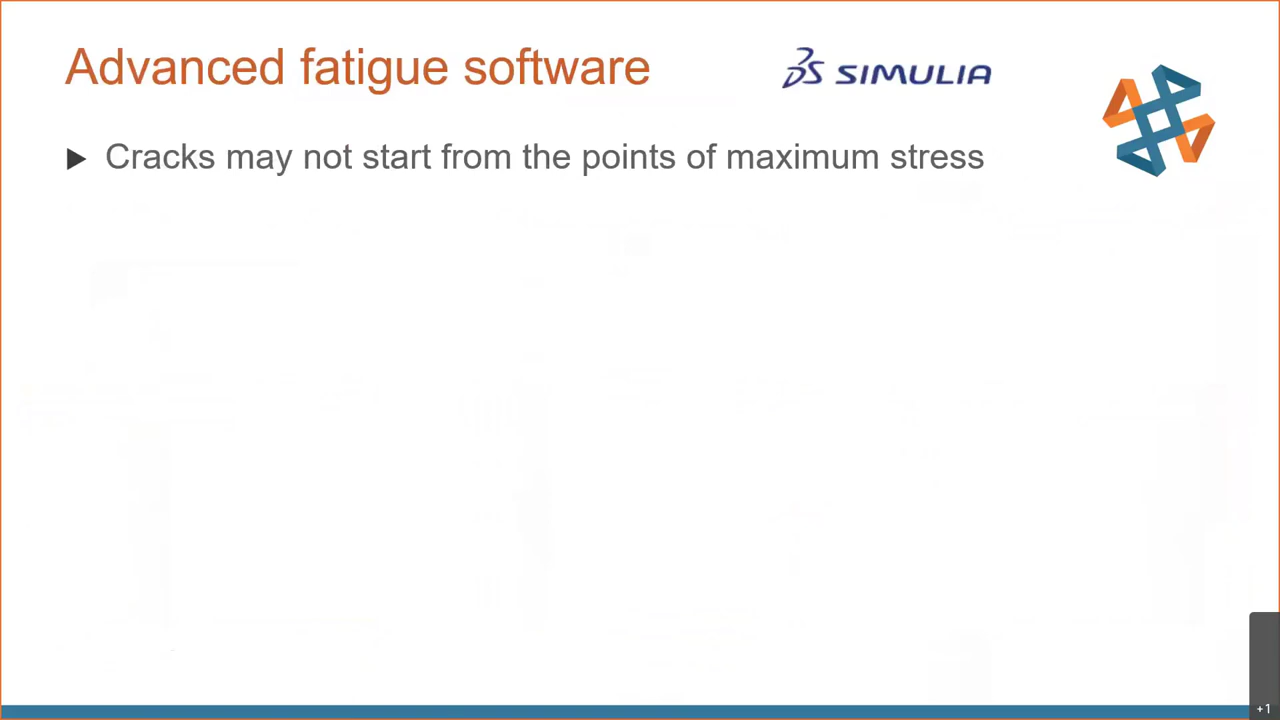 Advanced fatigue software
SIMULIA
Cracks may not start from the points of maximum stress
+1